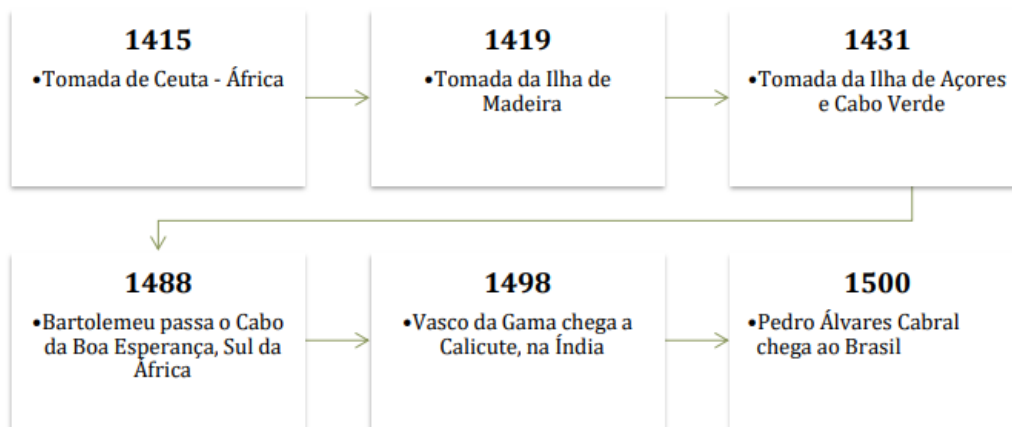 1415
•Tomada de Ceuta - África
1419
•Tomada da Ilha de
Madeira
1431
•Tomada da Ilha de Açores
e Cabo Verde
1488
•Bartolemeu passa o Cabo
da Boa Esperança, Sul da
África
1498
•Vasco da Gama chega a
Calicute, na Índia
1500
•Pedro Álvares Cabral
chega ao Brasil